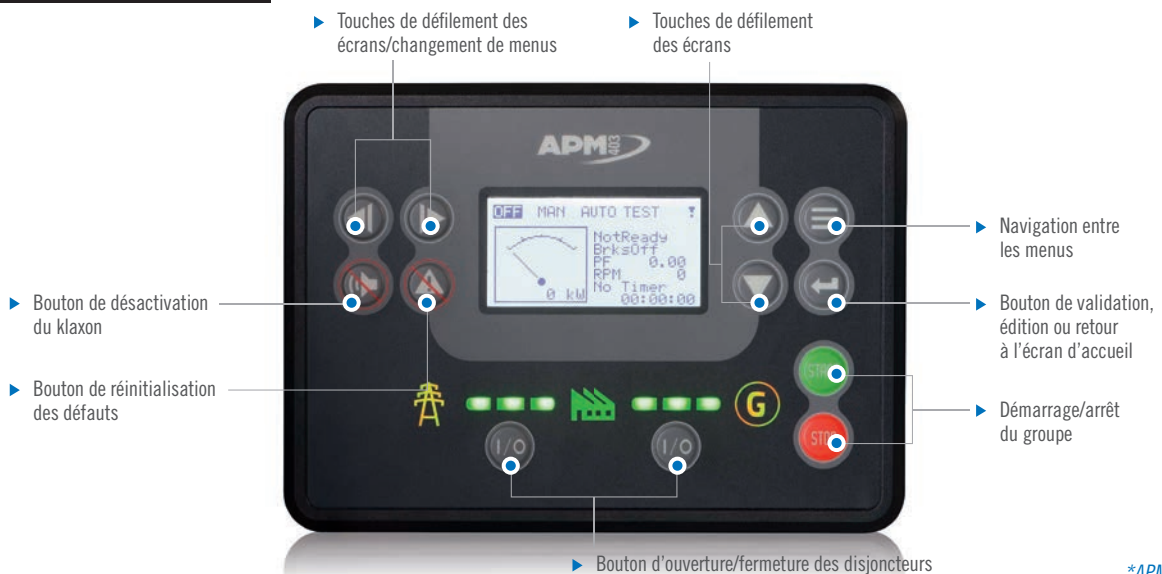 ▶ Touches de défilement des
écrans/changement de menus
▶ Touches de défilement
des écrans
APM403
OFF MAN AUTO TEST !
NotReady
BrksOff
PF 0.00
RPM 0
No Timer
0 kW 00:00:00
▶ Navigation entre
les menus
▶ Bouton de désactivation
du klaxon
▶ Bouton de validation,
édition ou retour
à l'écran d'accueil
▶ Bouton de réinitialisation
des défauts
START
STOP
▶ Démarrage/arrêt
du groupe
G
I/O I/O
▶ Bouton d'ouverture/fermeture des disjoncteurs
*APM